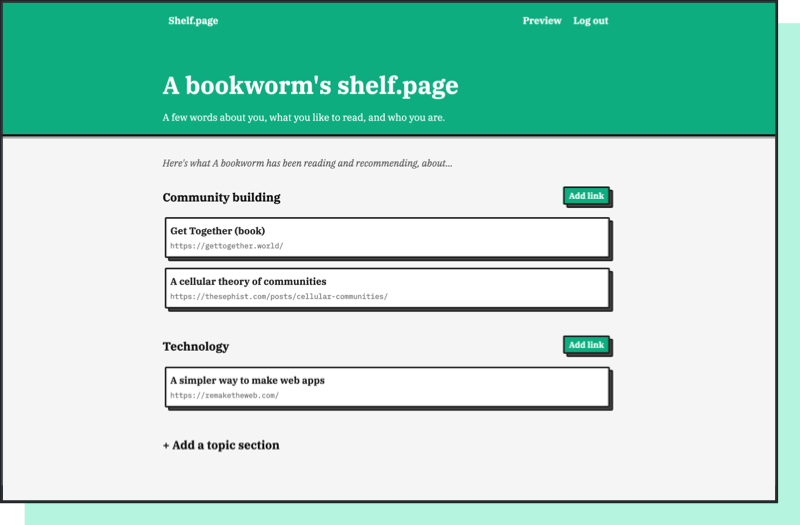 Shelf.page
Preview Log out
A bookworm's shelf.page
A few words about you, what you like to read, and who you are.
Here's what A bookworm has been reading and recommending, about...
Community building
Add link
Get Together (book)
https://gettogether.world/
A cellular theory of communities
https://thesephist.com/posts/cellular-communities/
Technology
Add link
A simpler way to make web apps
https://remaketheweb.com/
+ Add a topic section